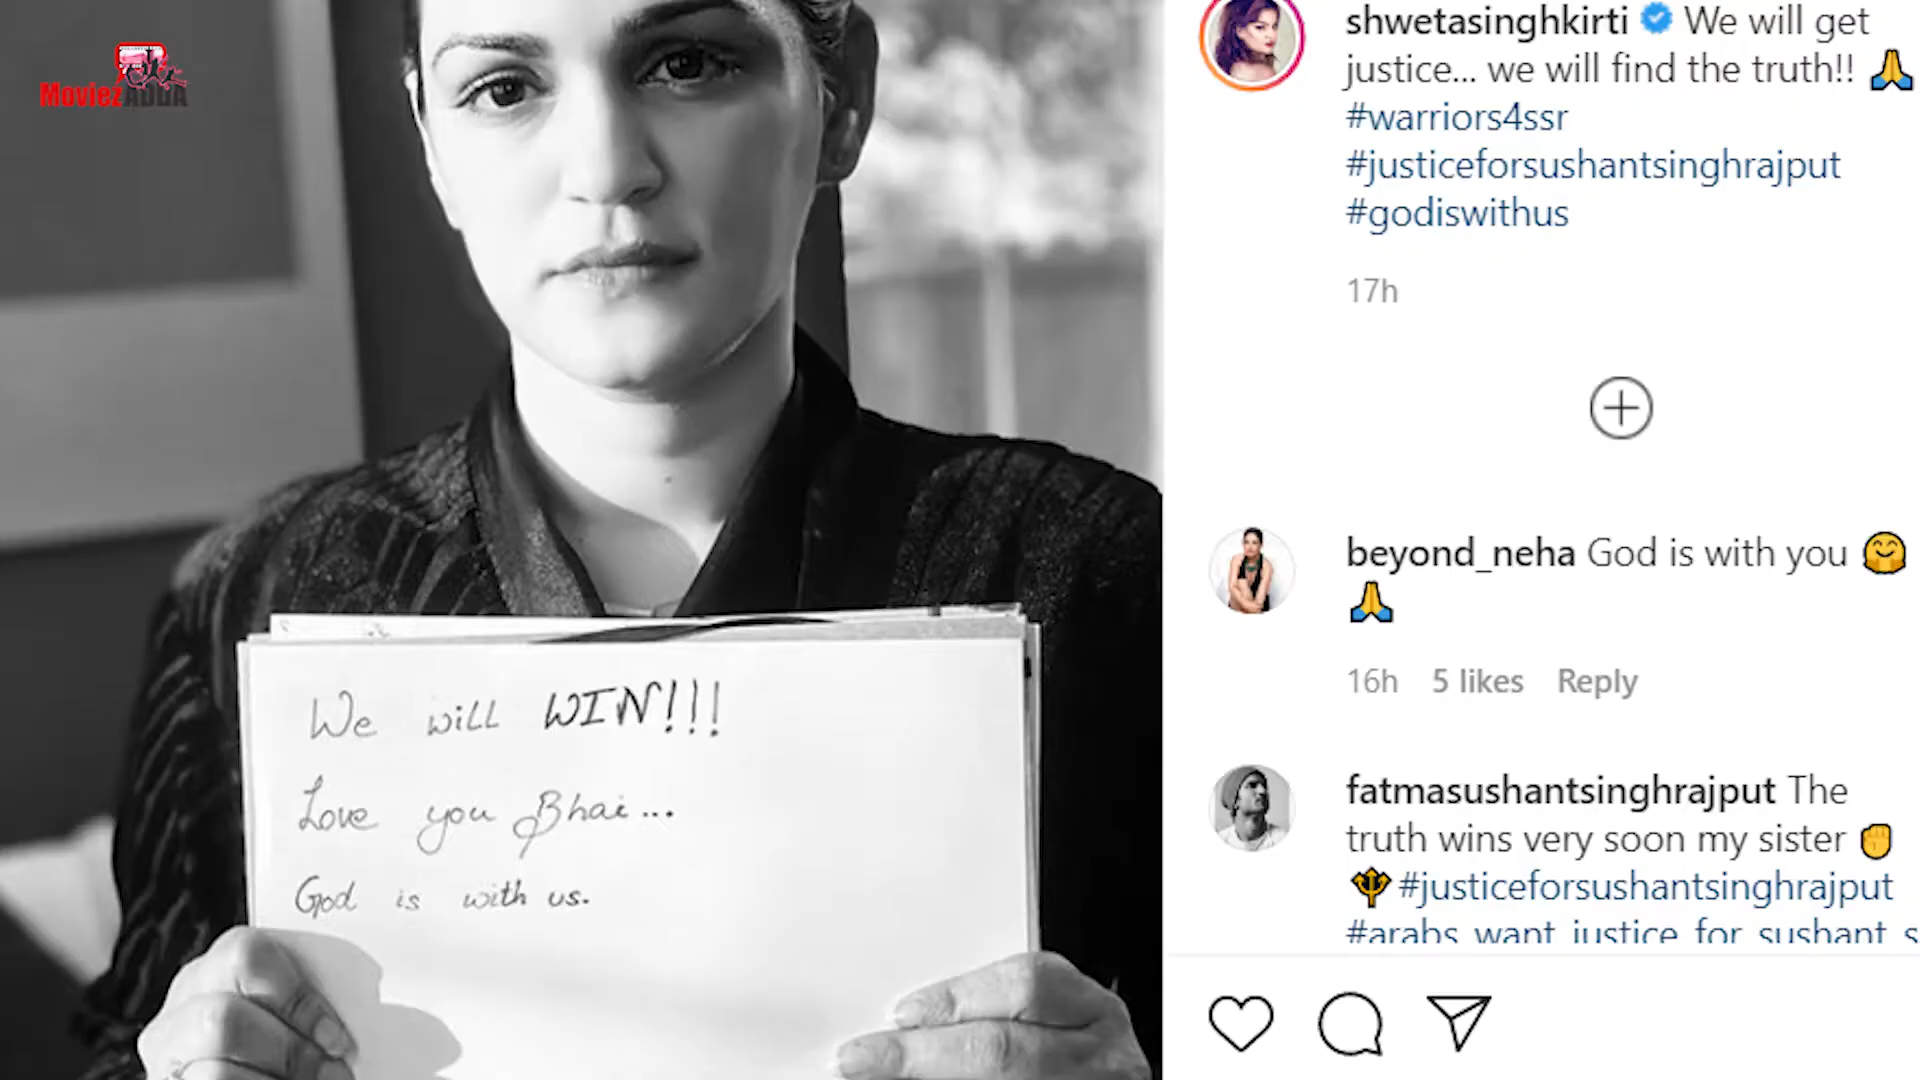 MoviezADDA
We will WIN!!!
Love you Bhai...
God is with us.
shwetasinghkirti We will get
justice... we will find the truth!! 🙏
#warriors4ssr
#justiceforsushantsinghrajput
#godiswithus
17h
beyond_neha God is with you 🤗
🙏
16h 5 likes Reply
fatmasushantsinghrajput The
truth wins very soon my sister ✊
🔱#justiceforsushantsinghrajput
#arabs_want_justice_for_sushant_s